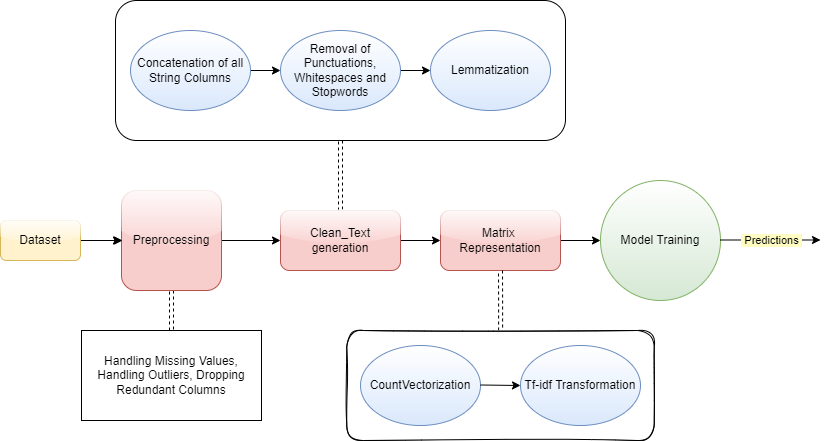 Concatenation of all
String Columns
Removal of
Punctuations,
Whitespaces and
Stopwords
Lemmatization
Dataset
Preprocessing
Clean_Text
generation
Matrix
Representation
Model Training
Predictions
Handling Missing Values,
Handling Outliers, Dropping
Redundant Columns
CountVectorization
Tf-idf Transformation